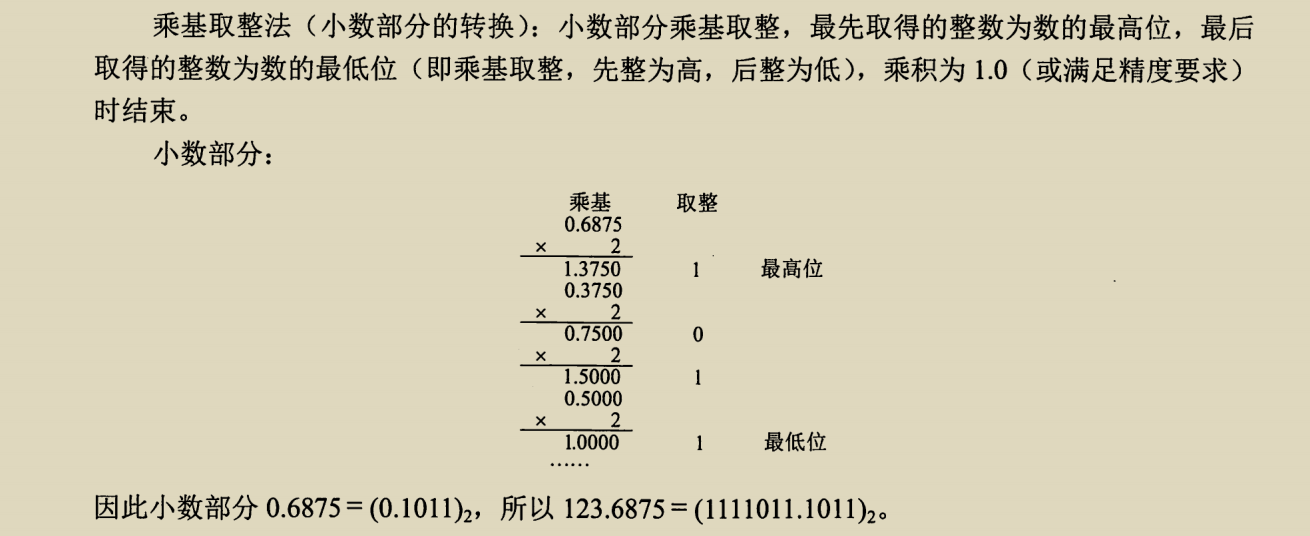 乘基取整法（小数部分的转换）：小数部分乘基取整，最先取得的整数为数的最高位，最后
取得的整数为数的最低位（即乘基取整，先整为高，后整为低），乘积为 1.0（或满足精度要求）
时结束。
小数部分：
乘基 取整
0.6875
× 2
1.3750 1 最高位
0.3750
× 2
0.7500 0
× 2
1.5000 1
0.5000
× 2
1.0000 1 最低位
……
因此小数部分 0.6875 = (0.1011)₂，所以 123.6875 = (1111011.1011)₂。